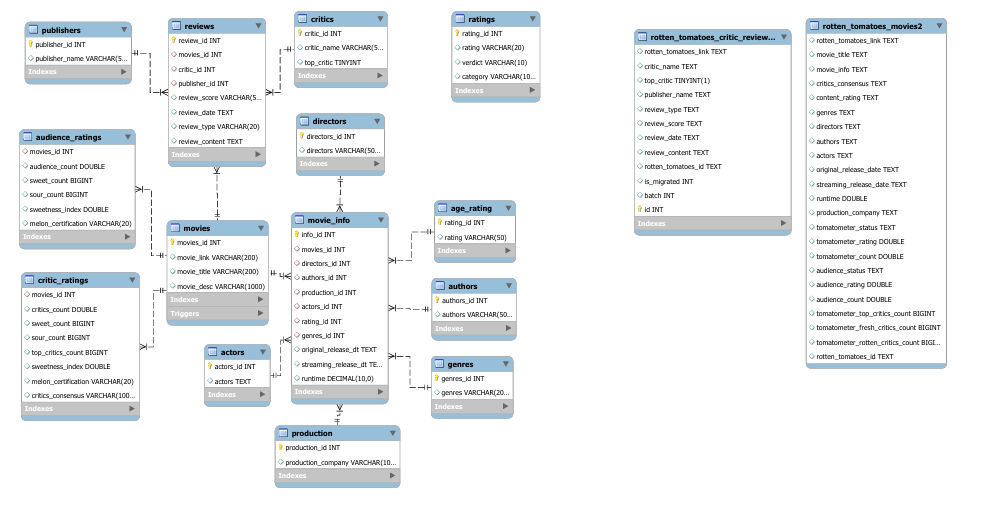 publishers
publisher_id INT
publisher_name VARCHAR(5...
Indexes
reviews
review_id INT
movies_id INT
critic_id INT
publisher_id INT
review_score VARCHAR(5...
review_date TEXT
review_type VARCHAR(20)
review_content TEXT
Indexes
critics
critic_id INT
critic_name VARCHAR(5...
top_critic TINYINT
Indexes
ratings
rating_id INT
rating VARCHAR(20)
verdict VARCHAR(10)
category VARCHAR(10...
Indexes
rotten_tomatoes_critic_review...
rotten_tomatoes_link TEXT
critic_name TEXT
top_critic TINYINT(1)
publisher_name TEXT
review_type TEXT
review_score TEXT
review_date TEXT
review_content TEXT
rotten_tomatoes_id TEXT
is_migrated INT
batch INT
id INT
Indexes
rotten_tomatoes_movies2
rotten_tomatoes_link TEXT
movie_title TEXT
movie_info TEXT
critics_consensus TEXT
content_rating TEXT
genres TEXT
directors TEXT
authors TEXT
actors TEXT
original_release_date TEXT
streaming_release_date TEXT
runtime DOUBLE
production_company TEXT
tomatometer_status TEXT
tomatometer_rating DOUBLE
tomatometer_count DOUBLE
audience_status TEXT
audience_rating DOUBLE
audience_count DOUBLE
tomatometer_top_critics_count BIGINT
tomatometer_fresh_critics_count BIGINT
tomatometer_rotten_critics_count BIGI...
rotten_tomatoes_id TEXT
audience_ratings
movies_id INT
audience_count DOUBLE
sweet_count BIGINT
sour_count BIGINT
sweetness_index DOUBLE
melon_certification VARCHAR(20)
Indexes
directors
directors_id INT
directors VARCHAR(50...
Indexes
movies
movies_id INT
movie_link VARCHAR(200)
movie_title VARCHAR(200)
movie_desc VARCHAR(1000)
Indexes
Triggers
movie_info
info_id INT
movies_id INT
directors_id INT
authors_id INT
production_id INT
actors_id INT
rating_id INT
genres_id INT
original_release_dt TEXT
streaming_release_dt TE...
runtime DECIMAL(10,0)
Indexes
age_rating
rating_id INT
rating VARCHAR(50)
Indexes
critic_ratings
movies_id INT
critics_count DOUBLE
sweet_count BIGINT
sour_count BIGINT
top_critics_count BIGINT
sweetness_index DOUBLE
melon_certification VARCHAR(20)
critics_consensus VARCHAR(100...
Indexes
authors
authors_id INT
authors VARCHAR(50...
Indexes
actors
actors_id INT
actors TEXT
Indexes
genres
genres_id INT
genres VARCHAR(20...
Indexes
production
production_id INT
production_company VARCHAR(10...
Indexes